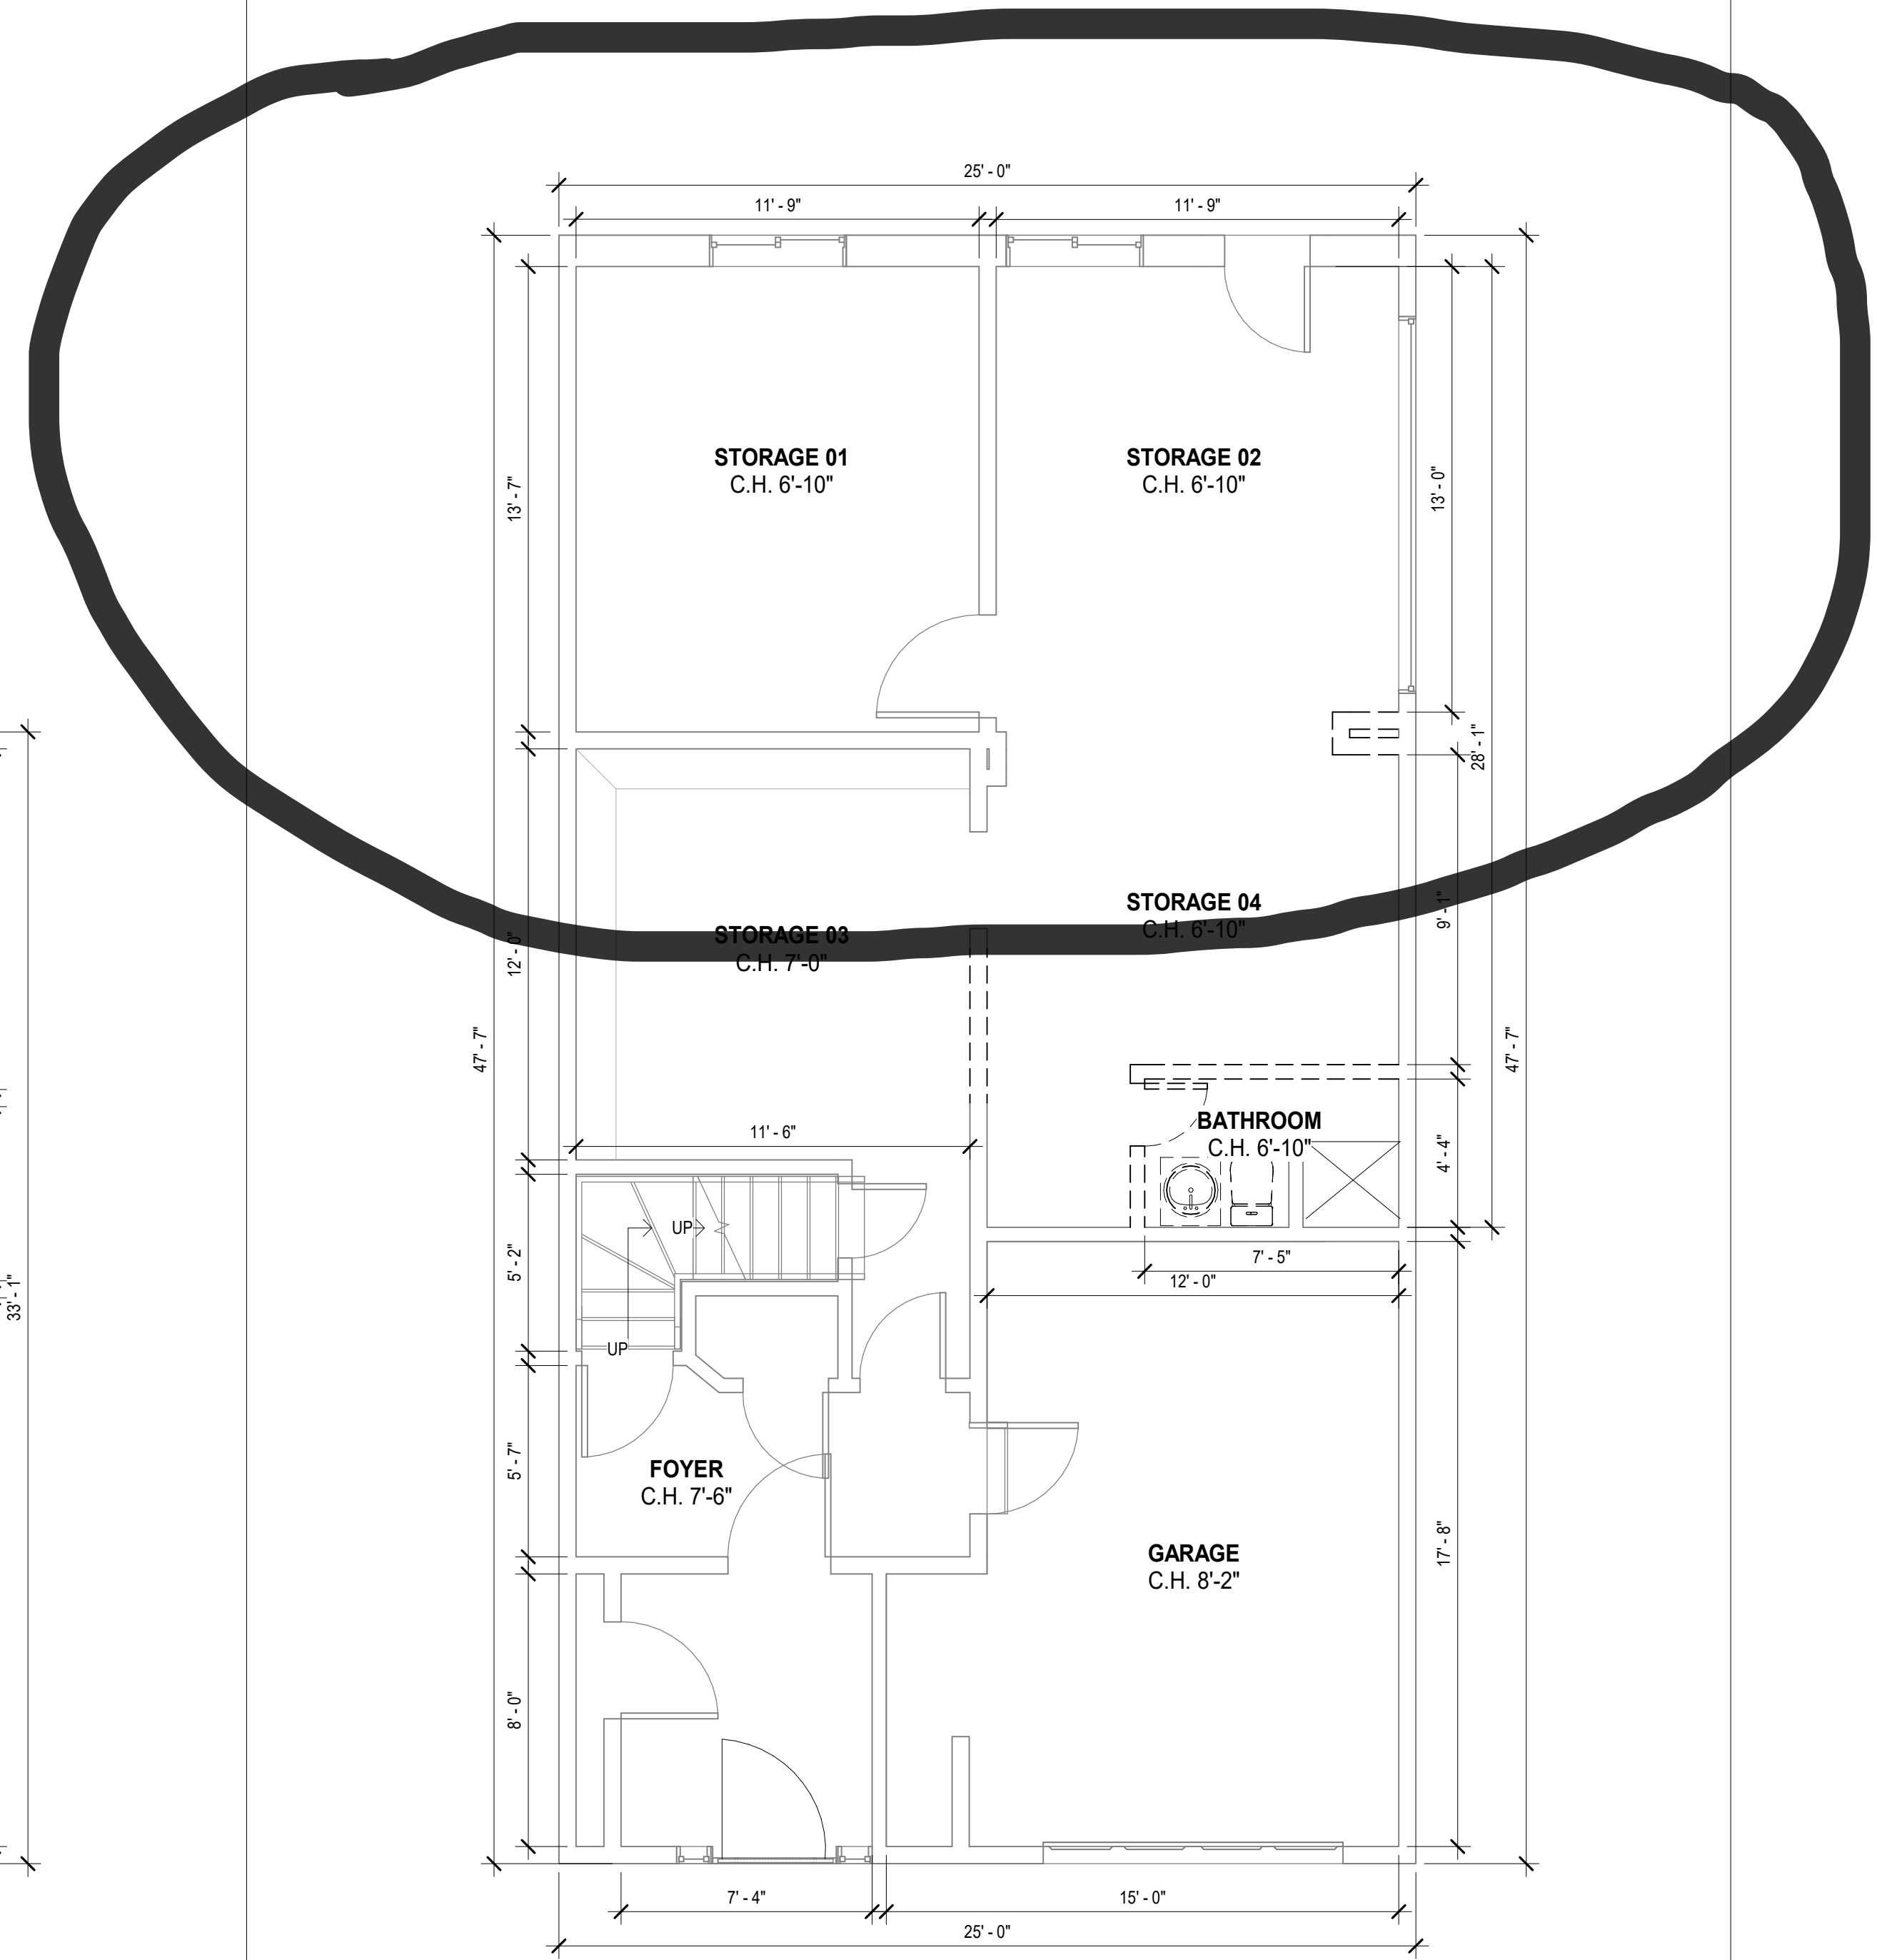 25' - 0"
11' - 9"
11' - 9"
STORAGE 01
C.H. 6'-10"
STORAGE 02
C.H. 6'-10"
13' - 7"
13' - 0"
28' - 1"
STORAGE 04
C.H. 6'-10"
9' - 1"
STORAGE 03
C.H. 7'-0"
12' - 0"
47' - 7"
47' - 7"
BATHROOM
C.H. 6'-10"
11' - 6"
4' - 4"
UP
5' - 2"
7' - 5"
12' - 0"
33' - 1"
UP
FOYER
C.H. 7'-6"
5' - 7"
GARAGE
C.H. 8'-2"
17' - 8"
8' - 0"
7' - 4"
15' - 0"
25' - 0"